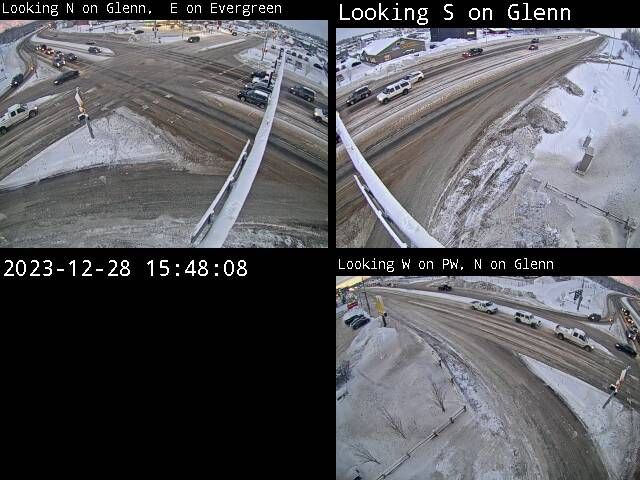 Looking N on Glenn, E on Evergreen
Looking S on Glenn
2023-12-28 15:48:08
Looking W on PW, N on Glenn